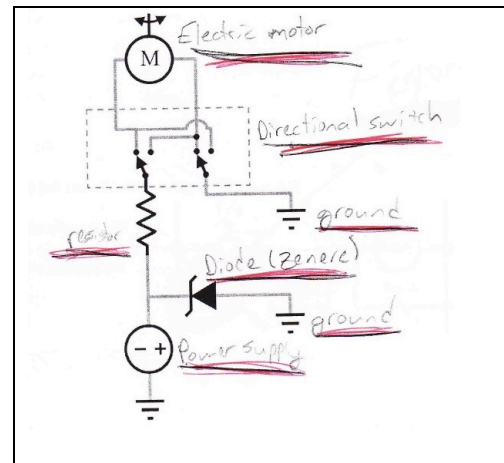 Electric motor
M
Directional switch
ground
resistor
Diode (zenere)
ground
- +
Power supply